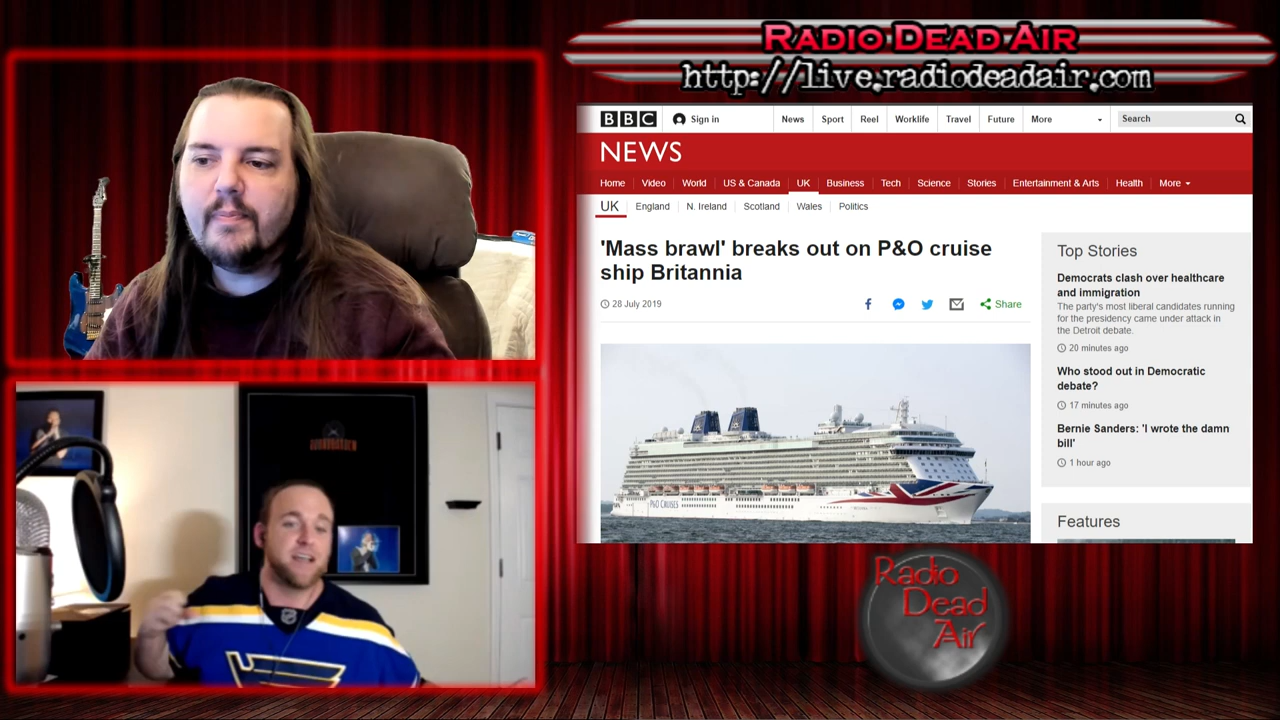 RADIO DEAD AIR
http://live.radiodeadair.com
BBC Sign in News Sport Reel Worklife Travel Future More Search
NEWS
Home Video World US & Canada UK Business Tech Science Stories Entertainment & Arts Health More
UK England N. Ireland Scotland Wales Politics
'Mass brawl' breaks out on P&O cruise
ship Britannia
28 July 2019
Share
P&O CRUISES
Top Stories
Democrats clash over healthcare
and immigration
The party's most liberal candidates running
for the presidency came under attack in
the Detroit debate.
20 minutes ago
Who stood out in Democratic
debate?
17 minutes ago
Bernie Sanders: 'I wrote the damn
bill'
1 hour ago
Features
Radio
Dead
Air